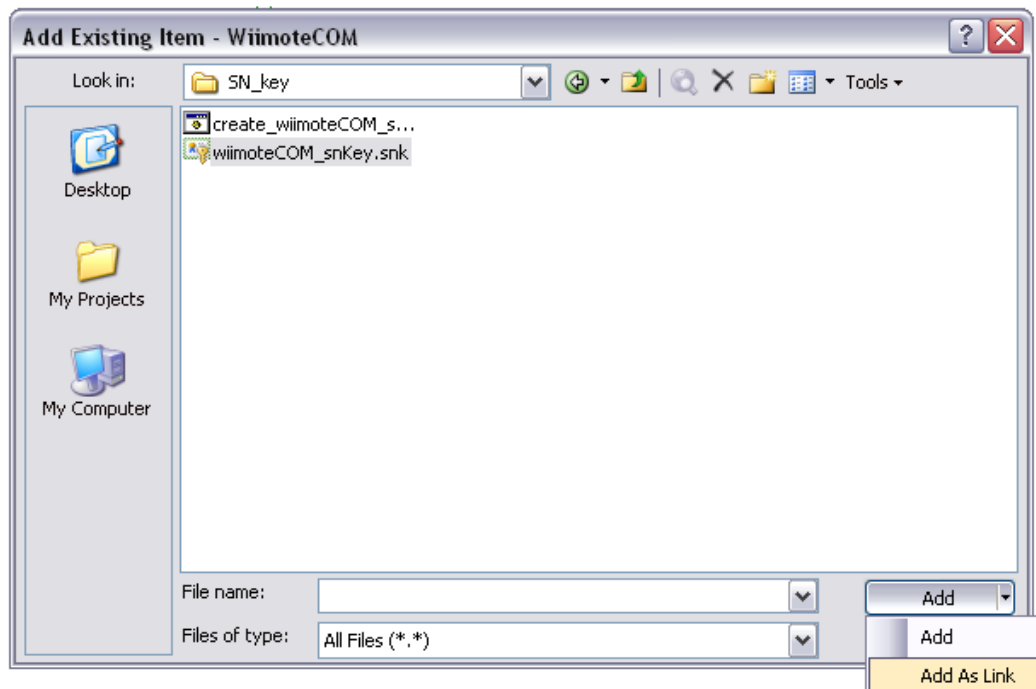 Add Existing Item - WiimoteCOM
Look in:
SN_key
Tools
create_wiimoteCOM_s...
wiimoteCOM_snKey.snk
Desktop
My Projects
My Computer
File name:
Add
Files of type:
All Files (*.*)
Add
Add As Link